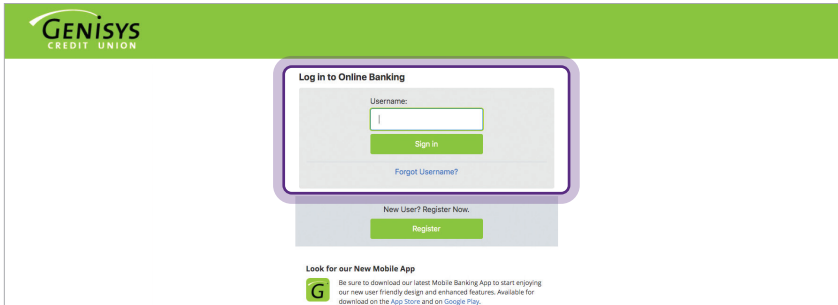 GENISYS
CREDIT UNION
Log in to Online Banking
Username:
Sign in
Forgot Username?
New User? Register Now.
Register
Look for our New Mobile App
G
Be sure to download our latest Mobile Banking App to start enjoying
our new user friendly design and enhanced features. Available for
download on the App Store and on Google Play.